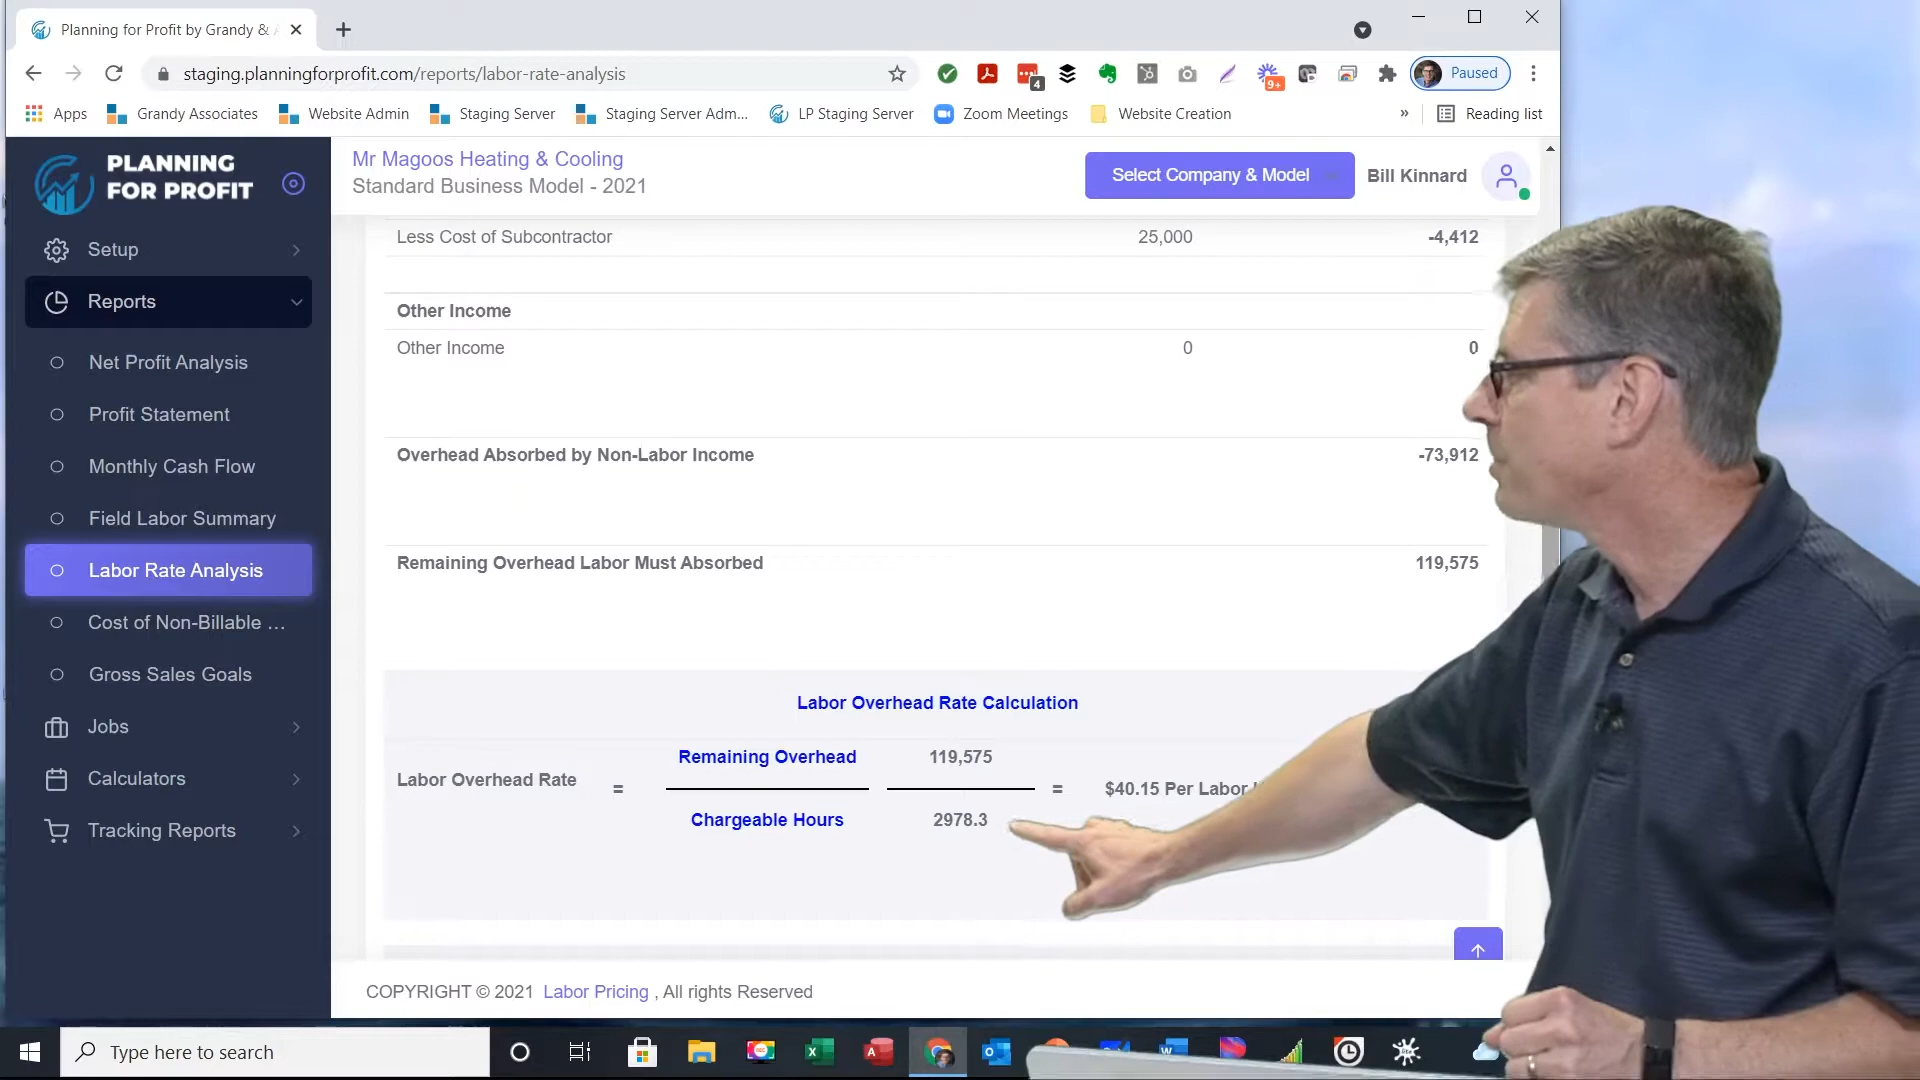 Planning for Profit by Grandy &
staging.planningforprofit.com/reports/labor-rate-analysis
4
9+
Paused
Apps
Grandy Associates
Website Admin
Staging Server
Staging Server Adm...
LP Staging Server
Zoom Meetings
Website Creation
»
Reading list
PLANNING
FOR PROFIT
Mr Magoos Heating & Cooling
Standard Business Model - 2021
Select Company & Model
Bill Kinnard
Setup
Reports
Net Profit Analysis
Profit Statement
Monthly Cash Flow
Field Labor Summary
Labor Rate Analysis
Cost of Non-Billable ...
Gross Sales Goals
Jobs
Calculators
Tracking Reports
Less Cost of Subcontractor 25,000 -4,412
Other Income
Other Income 0 0
Overhead Absorbed by Non-Labor Income -73,912
Remaining Overhead Labor Must Absorbed 119,575
Labor Overhead Rate Calculation
Remaining Overhead 119,575
Labor Overhead Rate = = $40.15 Per Labor
Chargeable Hours 2978.3
COPYRIGHT © 2021 Labor Pricing , All rights Reserved
Type here to search